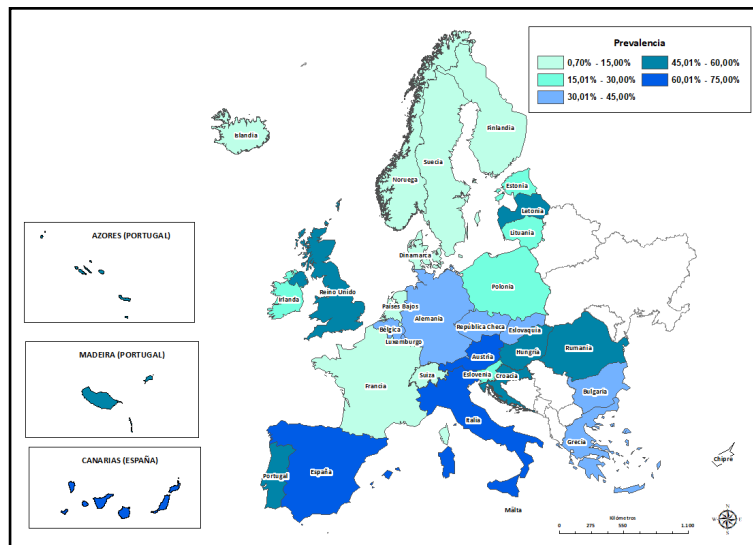 Prevalencia
0,70% - 15,00%
45,01% - 60,00%
15,01% - 30,00%
60,01% - 75,00%
30,01% - 45,00%
Islandia
Finlandia
Suecia
Noruega
Estonia
Letonia
Lituania
Dinamarca
AZORES (PORTUGAL)
Irlanda
Reino Unido
Polonia
Países Bajos
Alemania
Bélgica
República Checa
Eslovaquia
Luxemburgo
MADEIRA (PORTUGAL)
Austria
Hungría
Rumania
Suiza
Eslovenia
Croacia
Francia
Bulgaria
Italia
Grecia
CANARIAS (ESPAÑA)
Chipre
Portugal
España
Malta
Kilómetros
0 275 550 1.100
N
W E
S